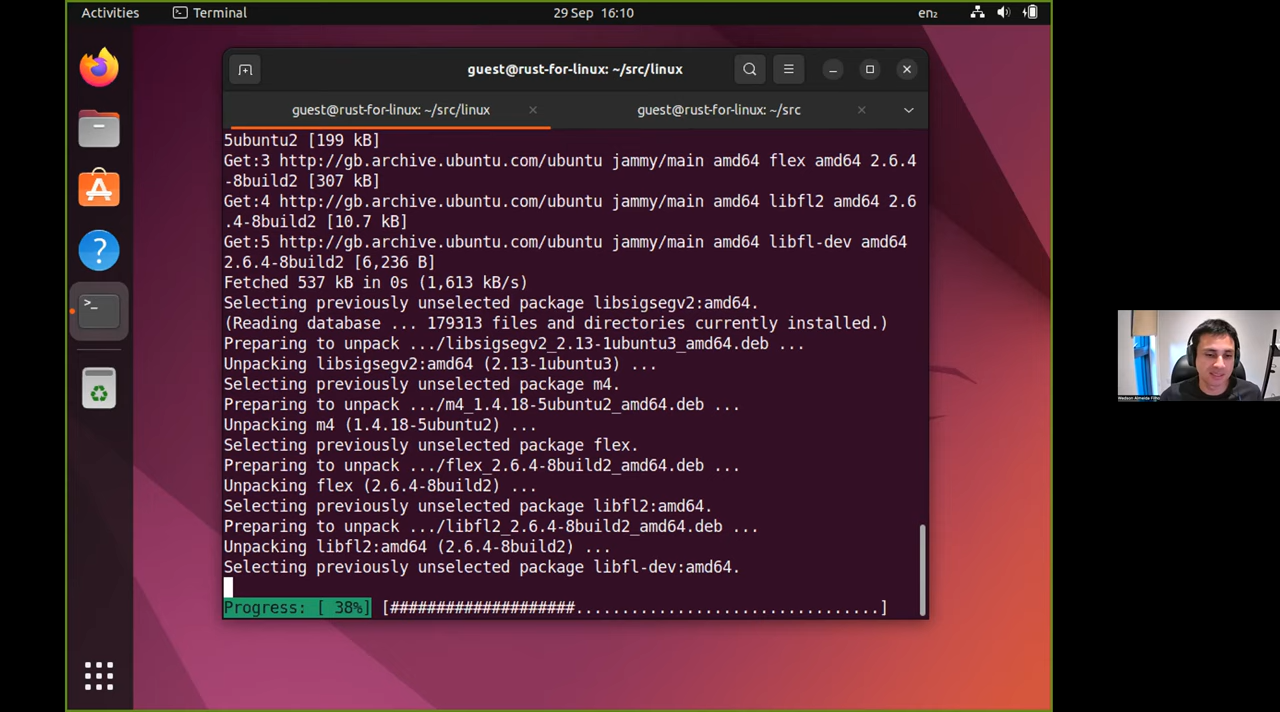 Activities
Terminal
29 Sep 16:10
en₂
guest@rust-for-linux: ~/src/linux
guest@rust-for-linux: ~/src/linux
guest@rust-for-linux: ~/src
5ubuntu2 [199 kB]
Get:3 http://gb.archive.ubuntu.com/ubuntu jammy/main amd64 flex amd64 2.6.4
-8build2 [307 kB]
Get:4 http://gb.archive.ubuntu.com/ubuntu jammy/main amd64 libfl2 amd64 2.6
.4-8build2 [10.7 kB]
Get:5 http://gb.archive.ubuntu.com/ubuntu jammy/main amd64 libfl-dev amd64
2.6.4-8build2 [6,236 B]
Fetched 537 kB in 0s (1,613 kB/s)
Selecting previously unselected package libsigsegv2:amd64.
(Reading database ... 179313 files and directories currently installed.)
Preparing to unpack .../libsigsegv2_2.13-1ubuntu3_amd64.deb ...
Unpacking libsigsegv2:amd64 (2.13-1ubuntu3) ...
Selecting previously unselected package m4.
Preparing to unpack .../m4_1.4.18-5ubuntu2_amd64.deb ...
Unpacking m4 (1.4.18-5ubuntu2) ...
Selecting previously unselected package flex.
Preparing to unpack .../flex_2.6.4-8build2_amd64.deb ...
Unpacking flex (2.6.4-8build2) ...
Selecting previously unselected package libfl2:amd64.
Preparing to unpack .../libfl2_2.6.4-8build2_amd64.deb ...
Unpacking libfl2:amd64 (2.6.4-8build2) ...
Selecting previously unselected package libfl-dev:amd64.
Progress: [ 38%] [####################.................................]
Wedson Almeida Filho